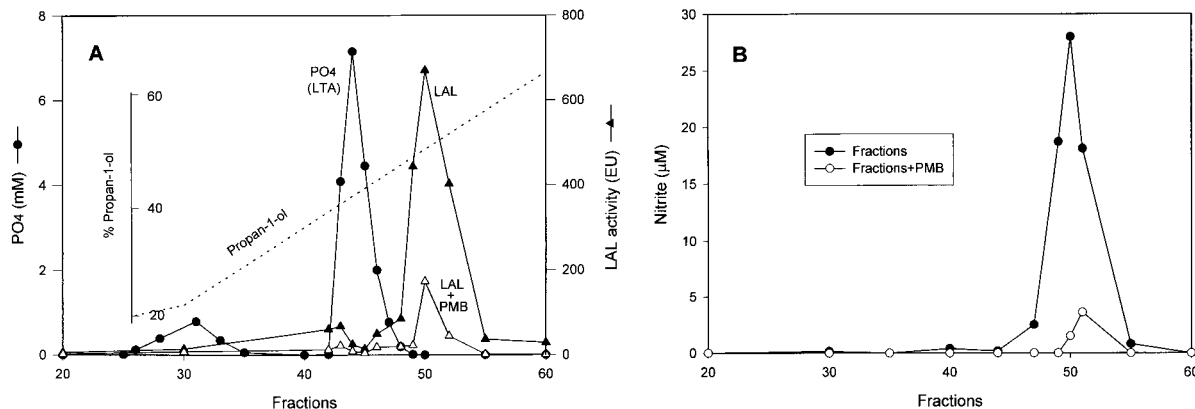 A
B
8
6
4
2
0
PO4 (mM)
60
40
20
% Propan-1-ol
Propan-1-ol
PO4
(LTA)
LAL
LAL
+
PMB
800
600
400
200
0
LAL activity (EU)
20
30
40
50
60
Fractions
30
25
20
15
10
5
0
Nitrite (µM)
Fractions
Fractions+PMB
20
30
40
50
60
Fractions